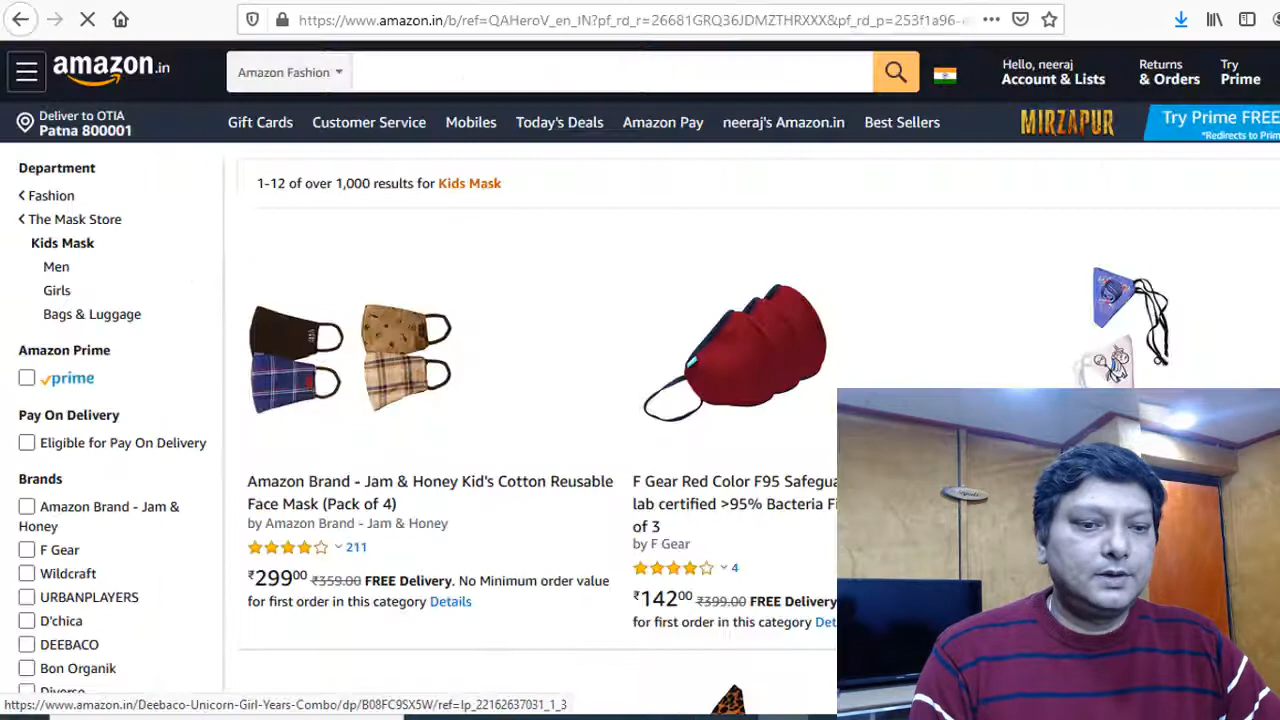 https://www.amazon.in/b/ref=QAHeroV_en_IN?pf_rd_r=26681GRQ36JDMZTHRXXX&pf_rd_p=253f1a96-
amazon.in
Amazon Fashion
Hello, neeraj
Account & Lists
Returns
& Orders
Try
Prime
Deliver to OTIA
Patna 800001
Gift Cards
Customer Service
Mobiles
Today's Deals
Amazon Pay
neeraj's Amazon.in
Best Sellers
MIRZAPUR
Try Prime FREE
*Redirects to Prim
Department
Fashion
The Mask Store
Kids Mask
Men
Girls
Bags & Luggage
Amazon Prime
prime
Pay On Delivery
Eligible for Pay On Delivery
Brands
Amazon Brand - Jam &
Honey
F Gear
Wildcraft
URBANPLAYERS
D'chica
DEEBACO
Bon Organik
Diverse
1-12 of over 1,000 results for Kids Mask
Amazon Brand - Jam & Honey Kid's Cotton Reusable
Face Mask (Pack of 4)
by Amazon Brand - Jam & Honey
211
₹29900 ₹359.00 FREE Delivery. No Minimum order value
for first order in this category Details
F Gear Red Color F95 Safegua
lab certified >95% Bacteria Fi
of 3
by F Gear
4
₹14200 ₹399.00 FREE Delivery
for first order in this category Det
https://www.amazon.in/Deebaco-Unicorn-Girl-Years-Combo/dp/B08FC9SX5W/ref=lp_22162637031_1_3